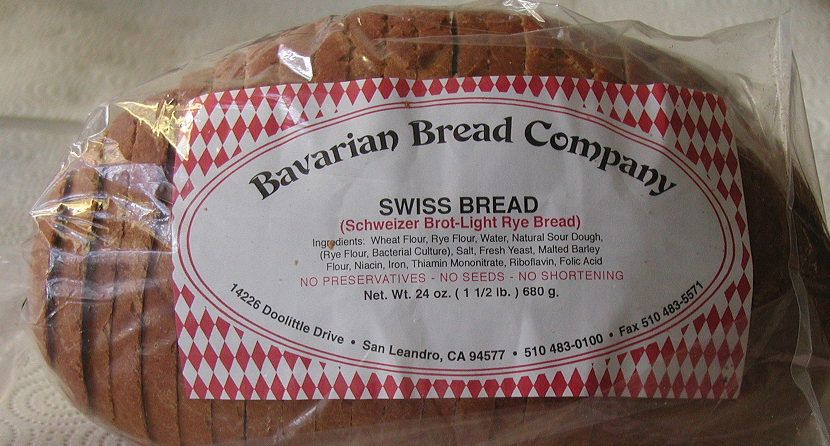 Bavarian Bread Company
SWISS BREAD
(Schweizer Brot-Light Rye Bread)
Ingredients: Wheat Flour, Rye Flour, Water, Natural Sour Dough,
(Rye Flour, Bacterial Culture), Salt, Fresh Yeast, Malted Barley
Flour, Niacin, Iron, Thiamin Mononitrate, Riboflavin, Folic Acid
NO PRESERVATIVES - NO SEEDS - NO SHORTENING
Net. Wt. 24 oz. ( 1 1/2 lb. ) 680 g.
14226 Doolittle Drive • San Leandro, CA 94577 • 510 483-0100 • Fax 510 483-5571